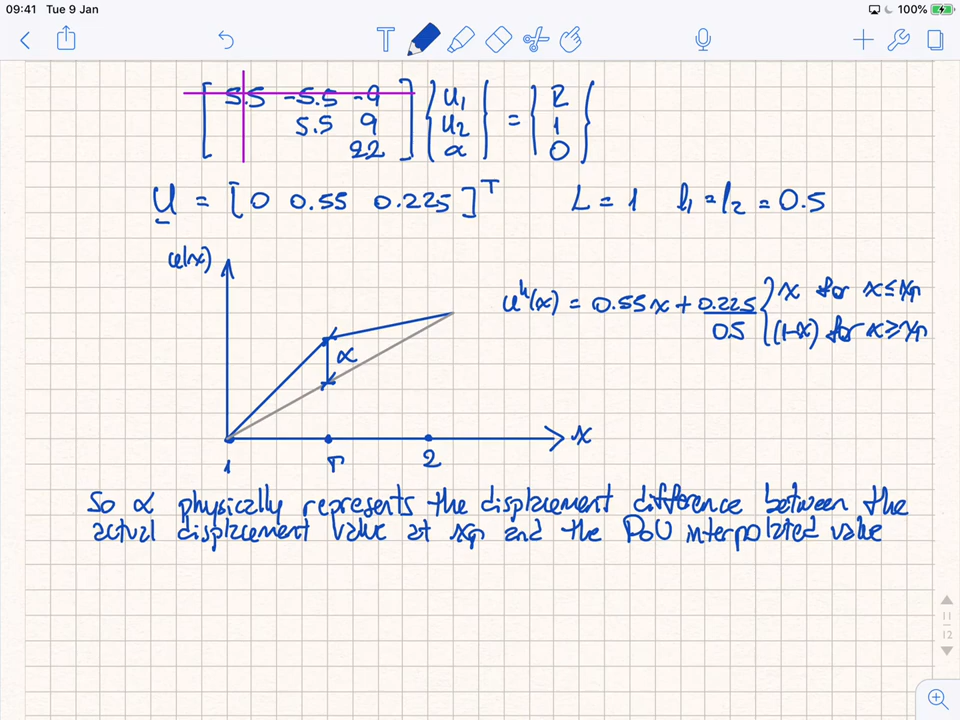 09:41 Tue 9 Jan
100%
T
5.5 -5.5 -9
5.5 9
22
u1
u2
α
=
R
1
0
U = [0 0.55 0.225]T L = 1 l1 = l2 = 0.5
u(x)
uh(x) = 0.55x + 0.225/0.5 { x for x ≤ xp
(1-x) for x ≥ xp
α
x
1
P
2
So α physically represents the displacement difference between the
actual displacement value at xp and the PoU interpolated value
11
12